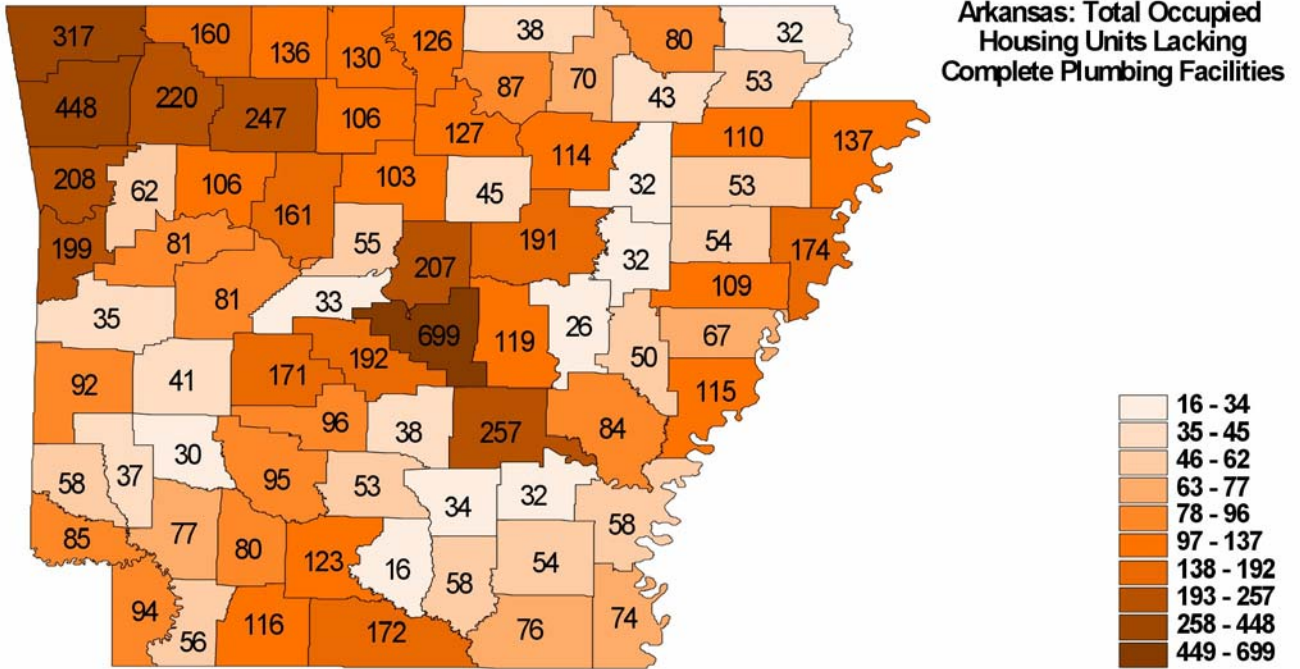 Arkansas: Total Occupied
Housing Units Lacking
Complete Plumbing Facilities
317 160 136 130 126 38 80 32
448 220 247 106 87 70 43 53
127 114 110 137
208 62 106 161 103 45 32 53
199 81 55 207 191 32 54 174
35 81 33 699 119 26 109
92 41 171 192 50 67 115
30 96 38 257 84
58 37 95 53 34 32 58
85 77 80 123 16 58 54
94 56 116 172 76 74
16 - 34
35 - 45
46 - 62
63 - 77
78 - 96
97 - 137
138 - 192
193 - 257
258 - 448
449 - 699